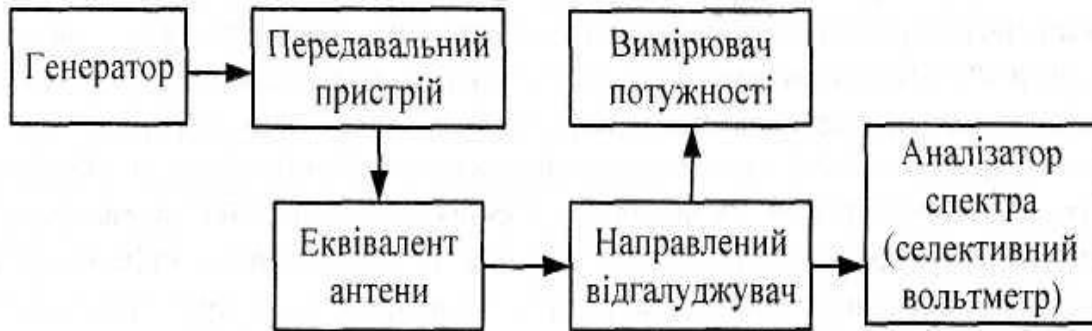 Генератор
Передавальний
пристрій
Вимірювач
потужності
Еквівалент
антени
Направлений
відгалуджувач
Аналізатор
спектра
(селективний
вольтметр)